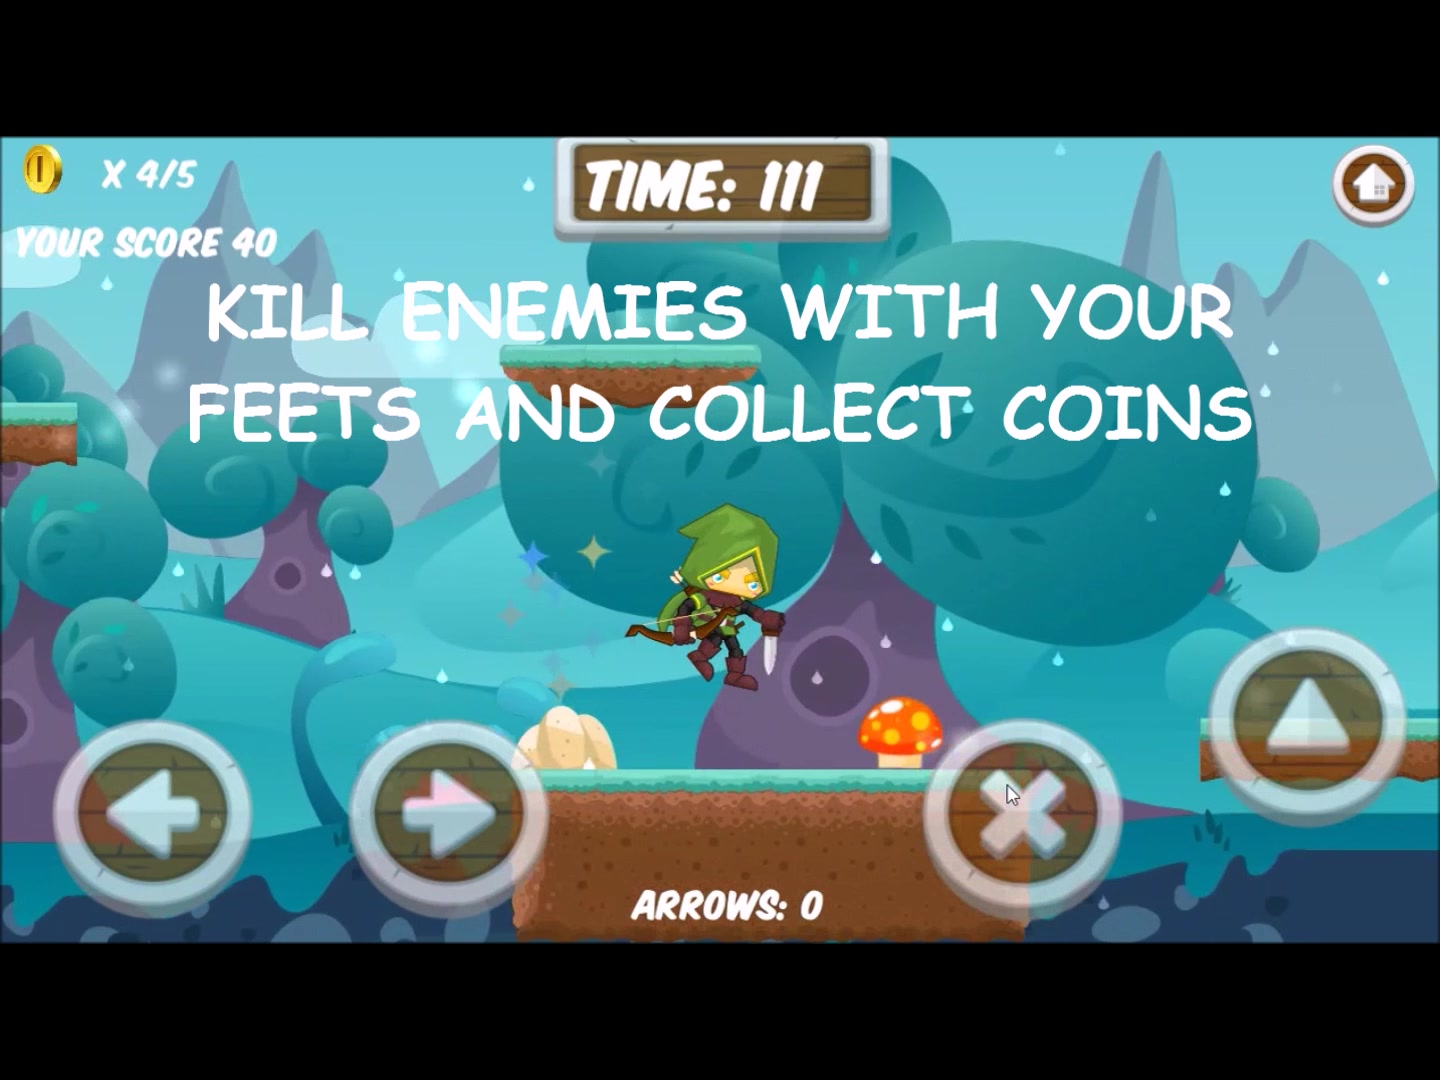 X 4/5
TIME: 111
YOUR SCORE 40
KILL ENEMIES WITH YOUR
FEETS AND COLLECT COINS
ARROWS: 0